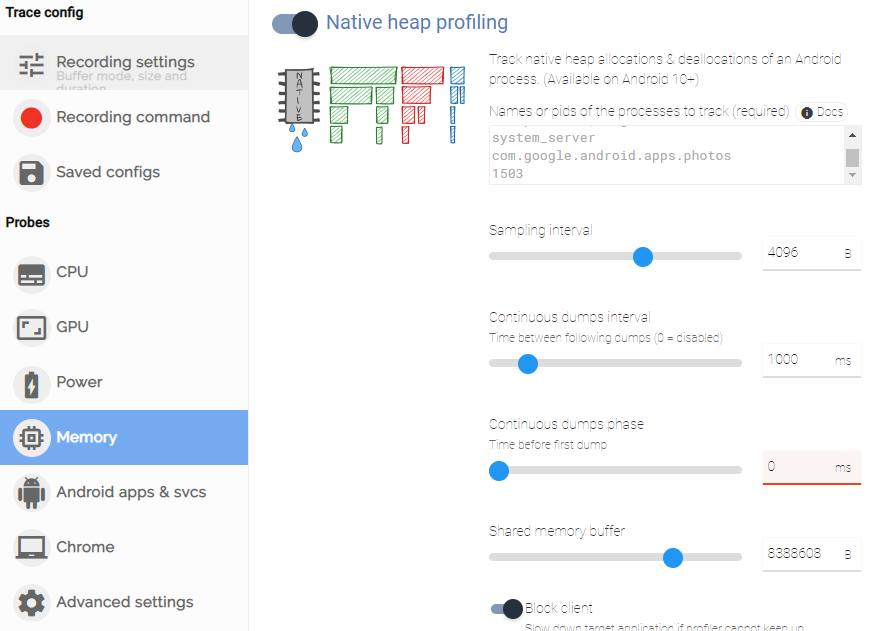 Trace config
Recording settings
Buffer mode, size and
duration
Recording command
Saved configs
Probes
CPU
GPU
Power
Memory
Android apps & svcs
Chrome
Advanced settings
Native heap profiling
NATIVE
Track native heap allocations & deallocations of an Android
process. (Available on Android 10+)
Names or pids of the processes to track (required)
Docs
system_server
com.google.android.apps.photos
1503
Sampling interval
4096 B
Continuous dumps interval
Time between following dumps (0 = disabled)
1000 ms
Continuous dumps phase
Time before first dump
0 ms
Shared memory buffer
8388608 B
Block client
Slow down target application if profiler cannot keep up.